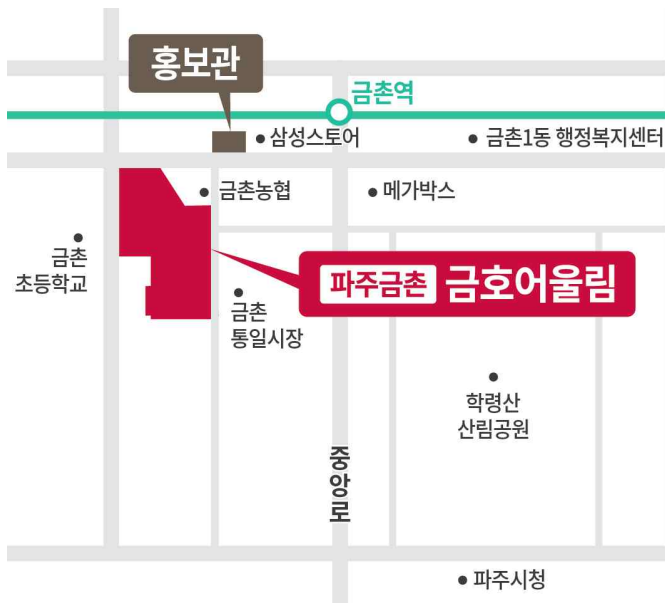 홍보관
금촌역
삼성스토어
금촌1동 행정복지센터
금촌농협
메가박스
금촌
초등학교
파주금촌 금호어울림
금촌
통일시장
학령산
산림공원
중앙로
파주시청